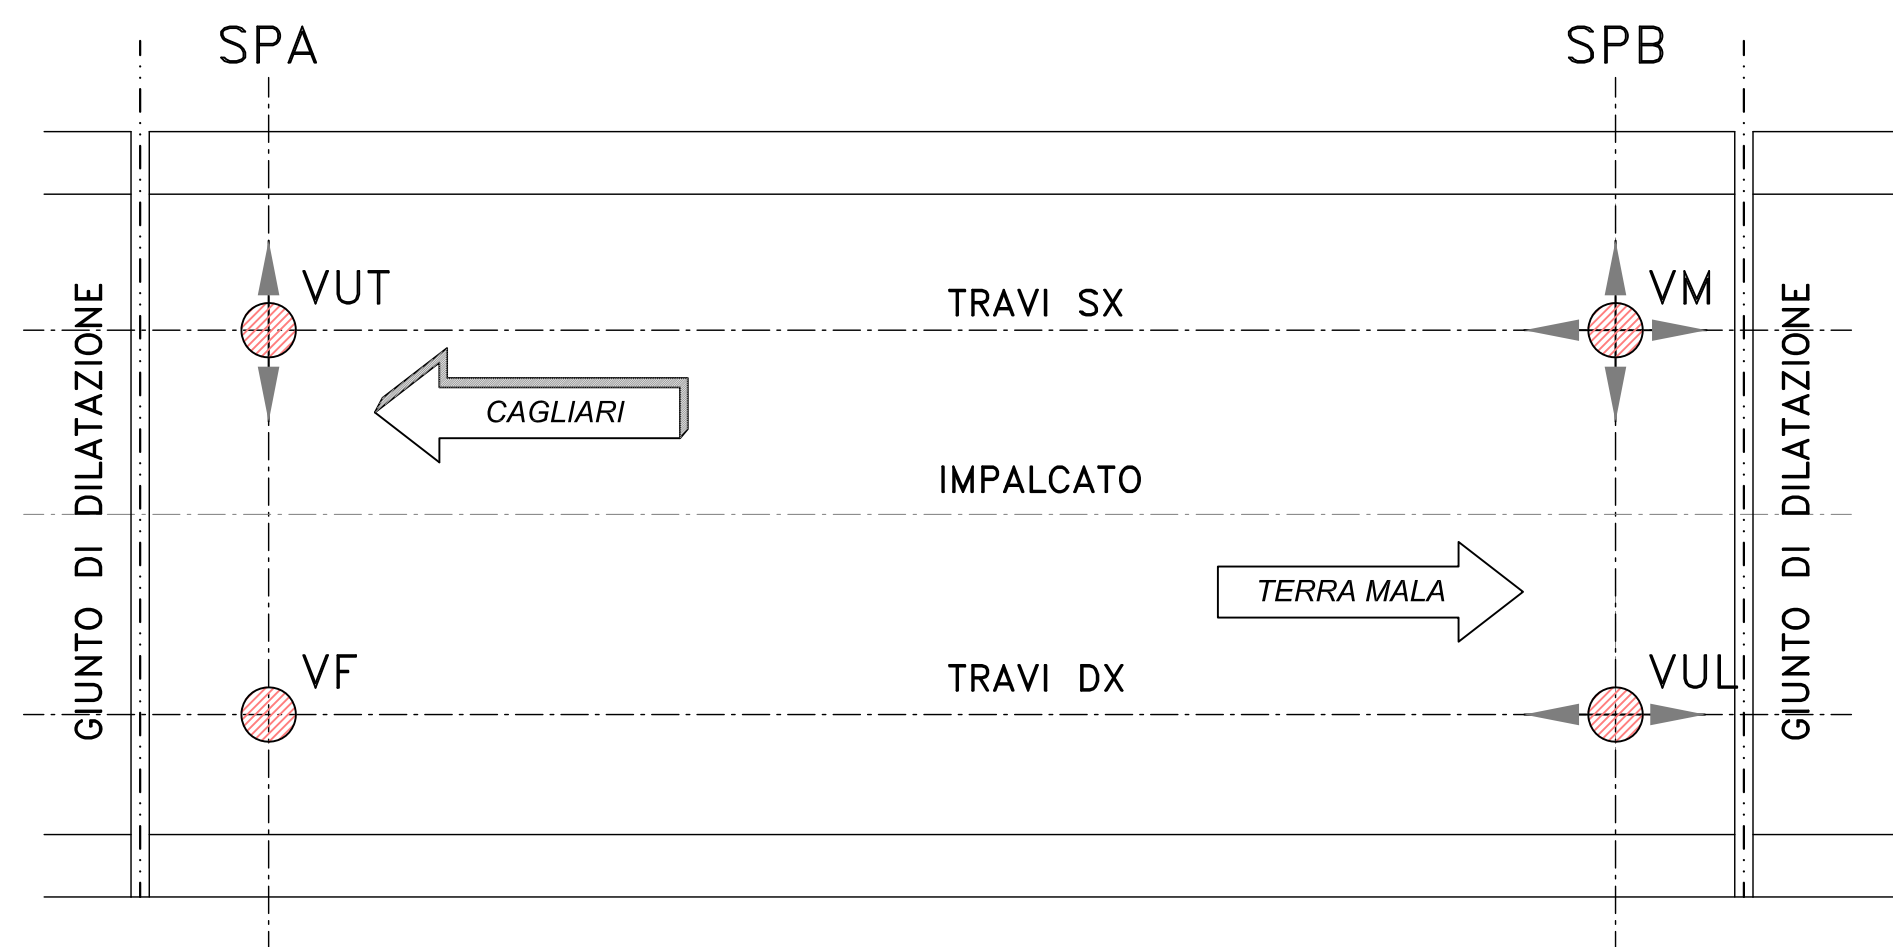 SPA
SPB
VUT
TRAVI SX
VM
CAGLIARI
IMPALCATO
GIUNTO DI DILATAZIONE
GIUNTO DI DILATAZIONE
TERRA MALA
VF
TRAVI DX
VUL